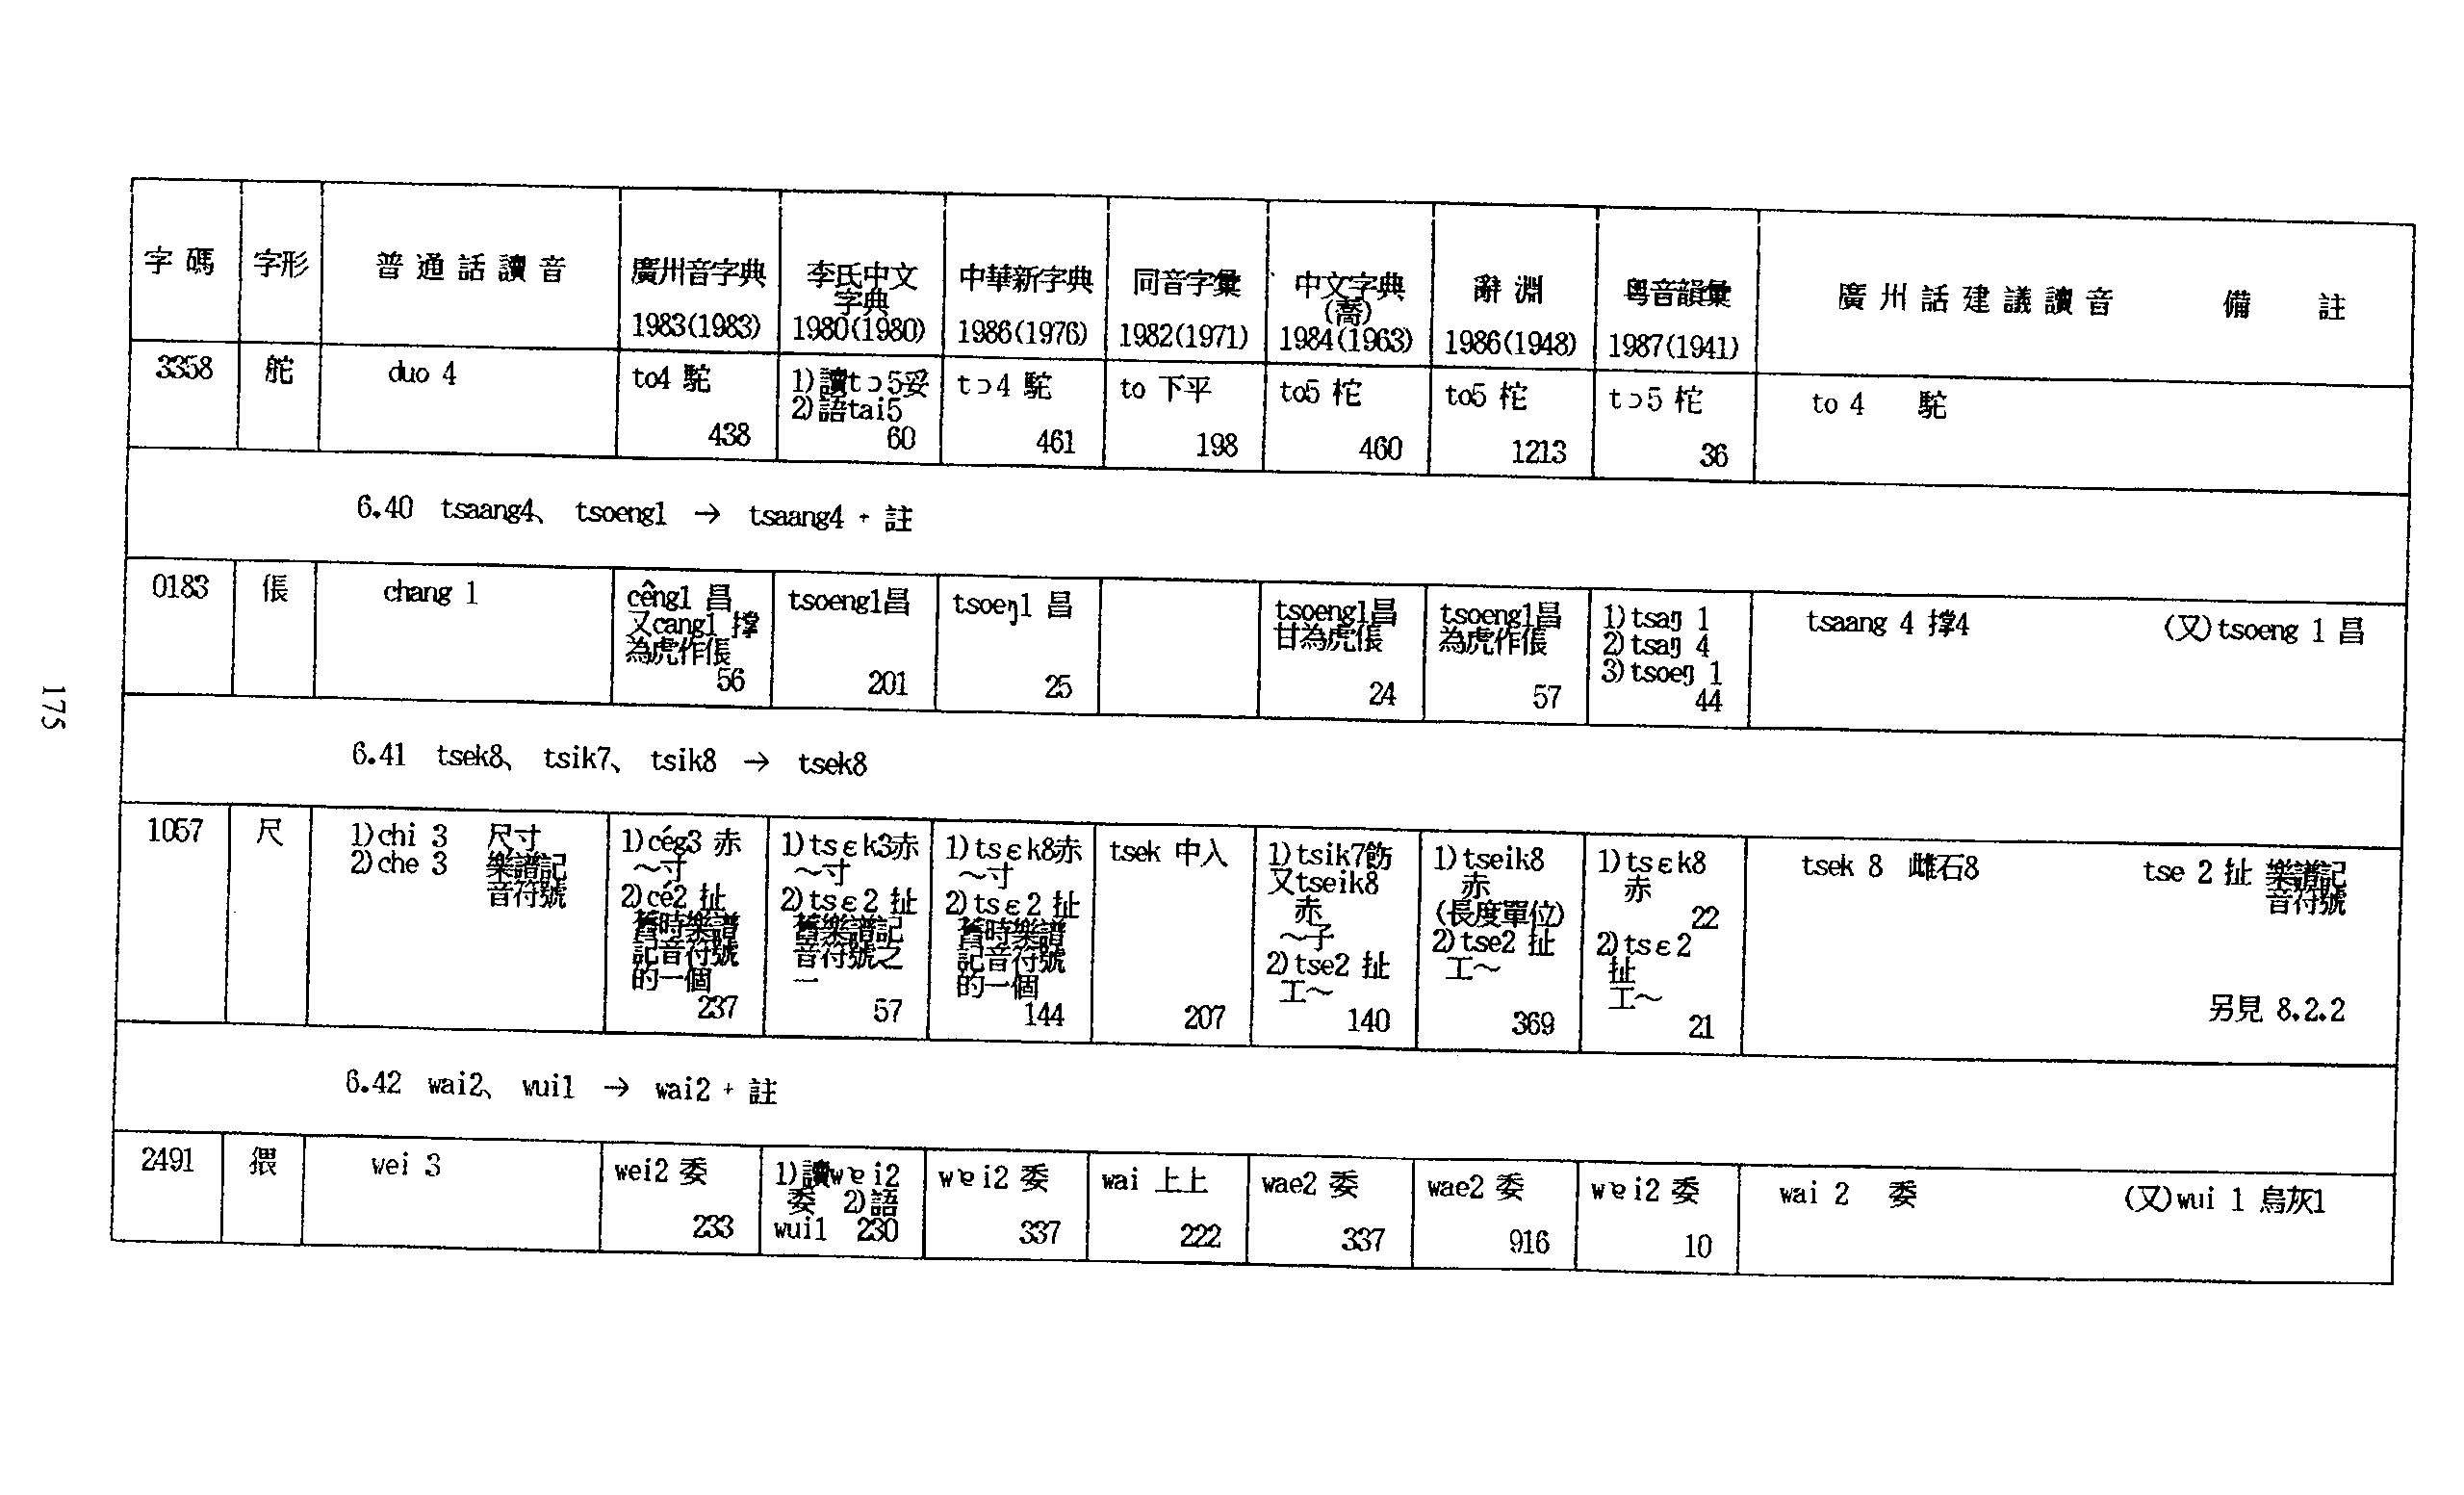 字 碼 字形 普 通 話 讀 音 廣州音字典 李氏中文 中華新字典 同音字彙 中文字典 辭 淵 粵音韻彙 廣 州 話 建 議 讀 音 備 註
字典 (喬)
1983(1983) 1980(1980) 1986(1976) 1982(1971) 1984(1963) 1986(1948) 1987(1941)
3358 舵 duo 4 to4 駝 1)讀tɔ5妥 tɔ4 駝 to 下平 to5 柁 to5 柁 tɔ5 柁 to 4 駝
2)語tai5
438 60 461 198 460 1213 36
6.40 tsaang4、 tsoeng1 → tsaang4 + 註
0183 倀 chang 1 cêng1 昌 tsoeng1昌 tsoeŋ1 昌 tsoeng1昌 tsoeng1昌 1)tsaŋ 1 tsaang 4 撑4 (又)tsoeng 1 昌
又cang1 撐 甘為虎倀 為虎作倀 2)tsaŋ 4
為虎作倀 3)tsoeŋ 1
56 201 25 24 57 44
6.41 tsek8、 tsik7、 tsik8 → tsek8
1057 尺 1)chi 3 尺寸 1)cég3 赤 1)tsɛk3赤 1)tsɛk8赤 tsek 中入 1)tsik7飭 1)tseik8 1)tsɛk8 tsek 8 雌石8 tse 2 扯 樂譜記
2)che 3 樂譜記 ～寸 ～寸 ～寸 又tseik8 赤 赤 音符號
音符號 2)cé2 扯 2)tsɛ2 扯 2)tsɛ2 扯 赤 (長度單位) 22
舊時樂譜 舊樂譜記 舊時樂譜 ～子 2)tse2 扯 2)tsɛ2
記音符號 音符號之 記音符號 2)tse2 扯 工～ 扯
的一個 一 的一個 工～ 工～
237 57 144 207 140 369 21 另見 8.2.2
6.42 wai2、 wui1 → wai2 + 註
2491 猥 wei 3 wei2 委 1)讀wɐi2 wɐi2 委 wai 上上 wae2 委 wae2 委 wɐi2 委 wai 2 委 (又)wui 1 烏灰1
委 2)語
233 wui1 230 337 222 337 916 10
175